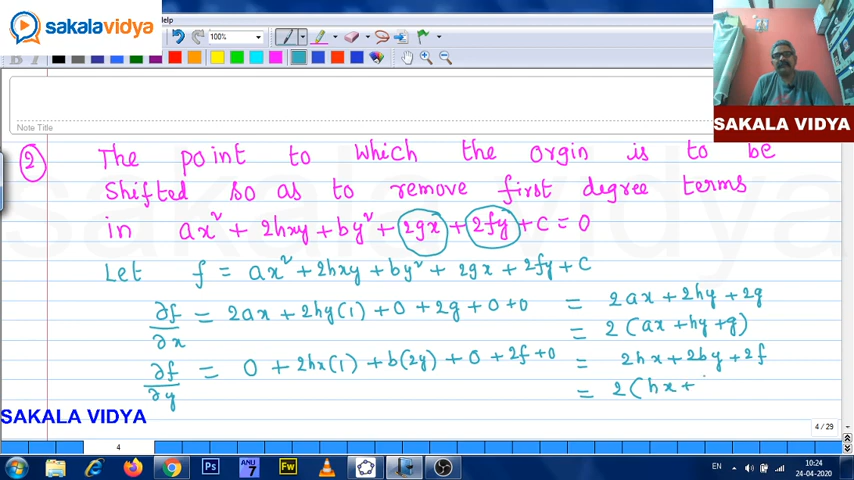 Help
sakalavidya
100%
Note Title
SAKALA VIDYA
② The point to which the orgin is to be
shifted so as to remove first degree terms
in ax² + 2hxy + by² + 2gx + 2fy + c = 0
Let f = ax² + 2hxy + by² + 2gx + 2fy + c
∂f/∂x = 2ax + 2hy(1) + 0 + 2g + 0 + 0 = 2ax + 2hy + 2g
= 2(ax + hy + g)
∂f/∂y = 0 + 2hx(1) + b(2y) + 0 + 2f + 0 = 2hx + 2by + 2f
= 2(hx +
SAKALA VIDYA
4 / 29
4
EN
10:24
24-04-2020